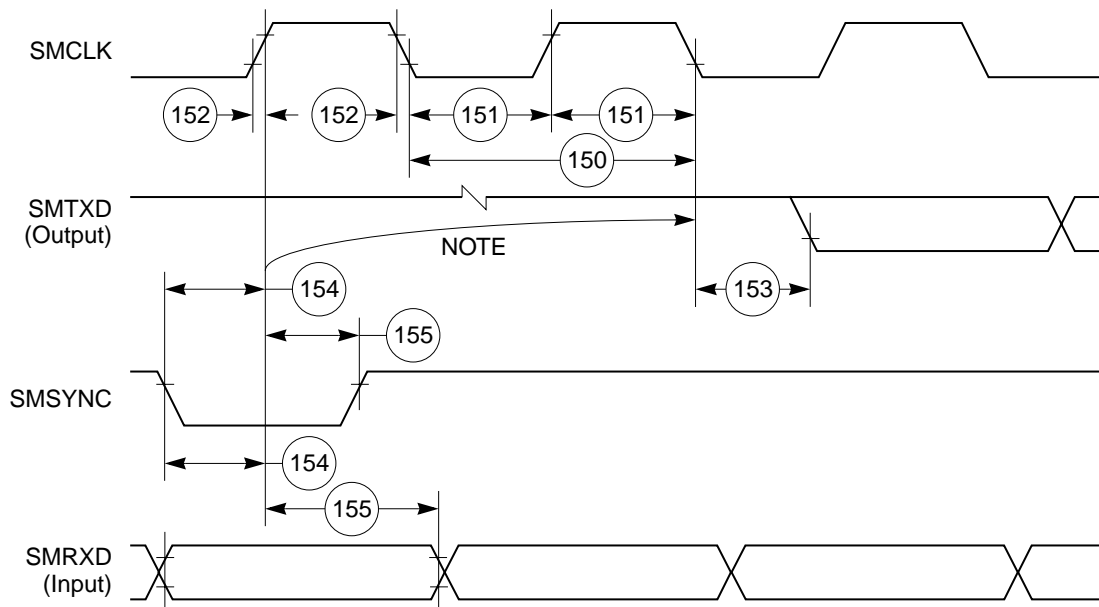 SMCLK
152
152
151
151
150
SMTXD
(Output)
NOTE
154
153
155
SMSYNC
154
155
SMRXD
(Input)